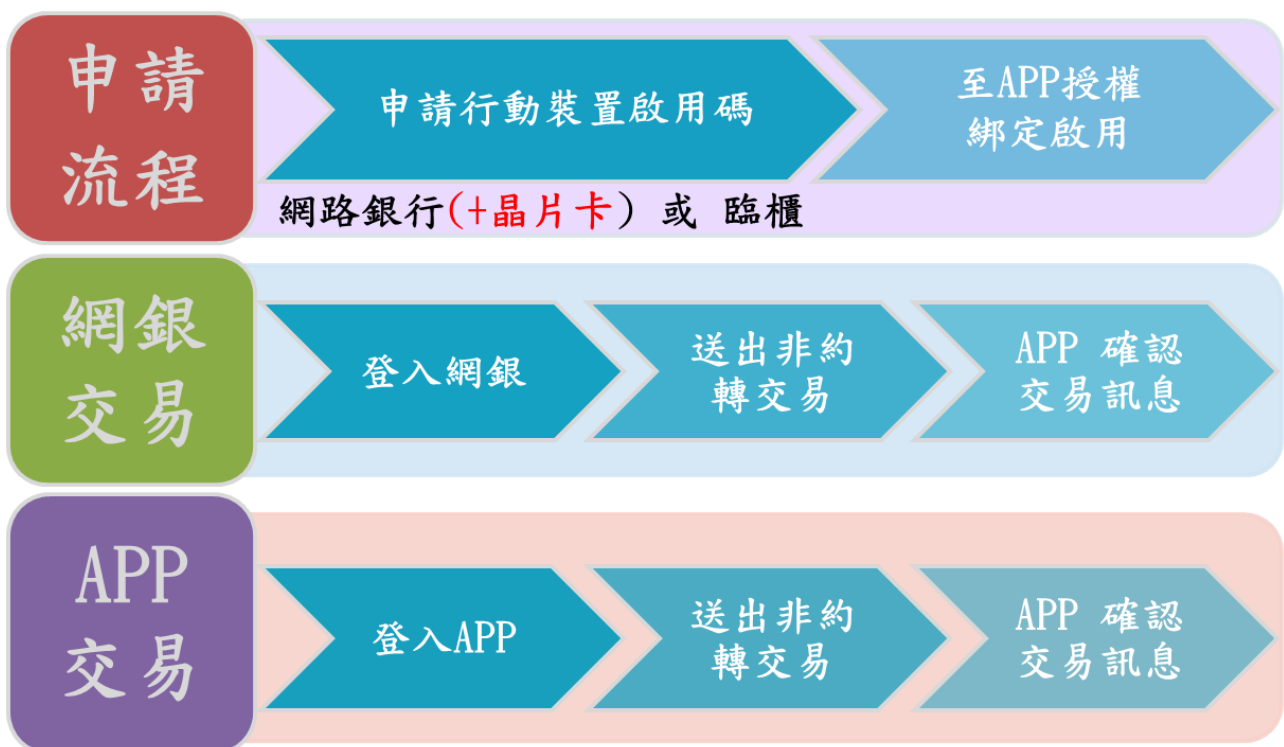 申請
流程
申請行動裝置啟用碼
至APP授權
綁定啟用
網路銀行(+晶片卡) 或 臨櫃
網銀
交易
登入網銀
送出非約
轉交易
APP 確認
交易訊息
APP
交易
登入APP
送出非約
轉交易
APP 確認
交易訊息